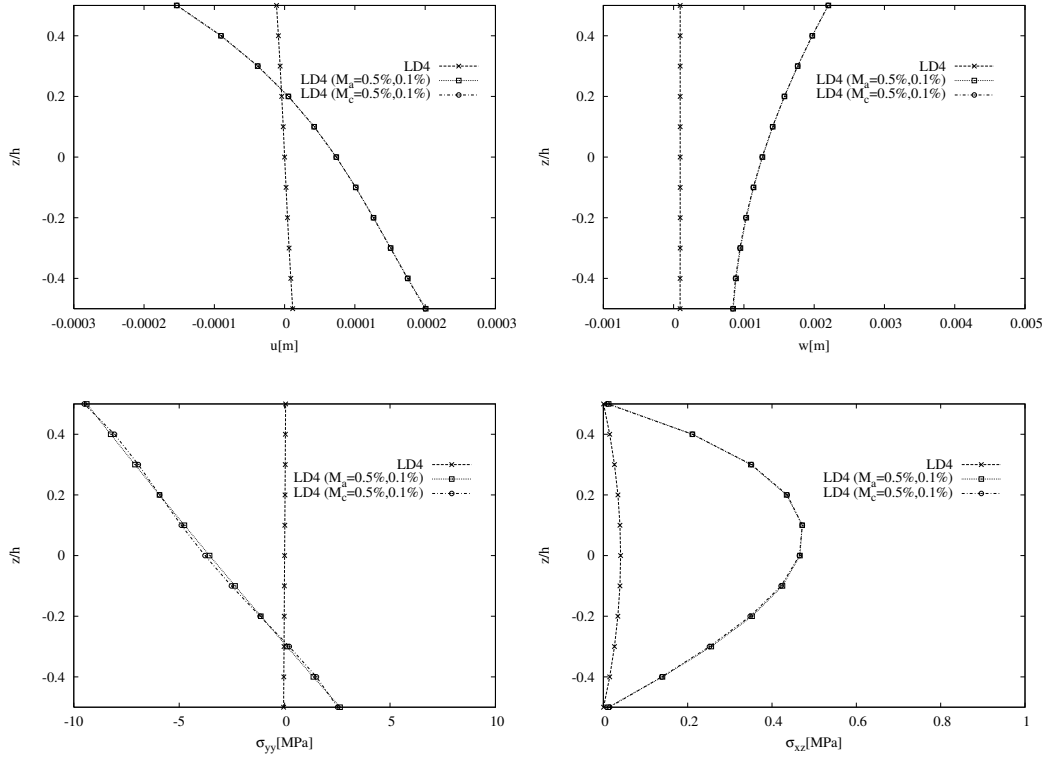 0.4
0.2
0
-0.2
-0.4
z/h
-0.0003 -0.0002 -0.0001 0 0.0001 0.0002 0.0003
u[m]
LD4
LD4 (Ma=0.5%,0.1%)
LD4 (Mc=0.5%,0.1%)
0.4
0.2
0
-0.2
-0.4
z/h
-0.001 0 0.001 0.002 0.003 0.004 0.005
w[m]
LD4
LD4 (Ma=0.5%,0.1%)
LD4 (Mc=0.5%,0.1%)
0.4
0.2
0
-0.2
-0.4
z/h
-10 -5 0 5 10
σyy[MPa]
LD4
LD4 (Ma=0.5%,0.1%)
LD4 (Mc=0.5%,0.1%)
0.4
0.2
0
-0.2
-0.4
z/h
0 0.2 0.4 0.6 0.8 1
σxz[MPa]
LD4
LD4 (Ma=0.5%,0.1%)
LD4 (Mc=0.5%,0.1%)